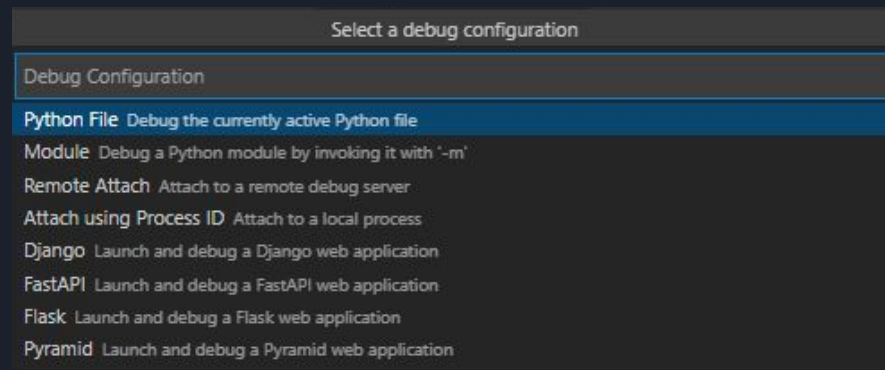 Select a debug configuration
Debug Configuration
Python File Debug the currently active Python file
Module Debug a Python module by invoking it with '-m'
Remote Attach Attach to a remote debug server
Attach using Process ID Attach to a local process
Django Launch and debug a Django web application
FastAPI Launch and debug a FastAPI web application
Flask Launch and debug a Flask web application
Pyramid Launch and debug a Pyramid web application